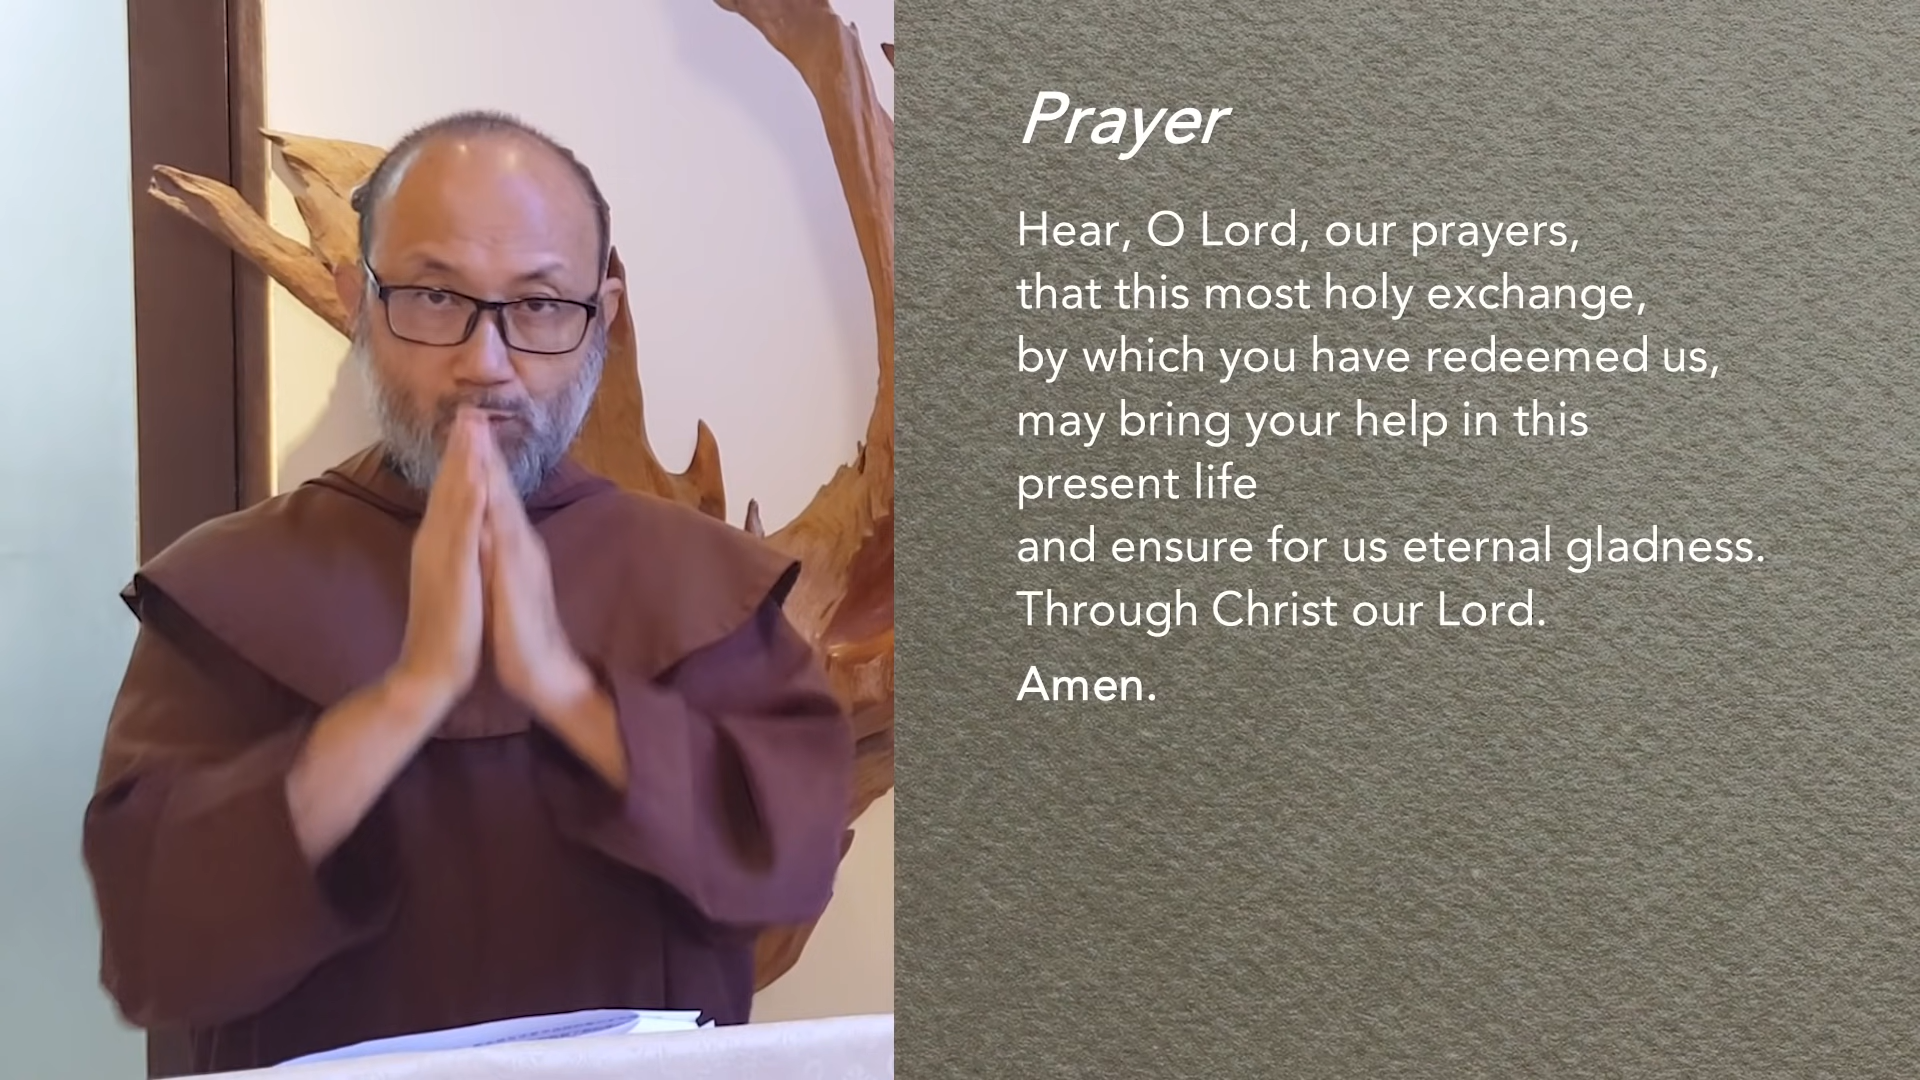 Prayer
Hear, O Lord, our prayers,
that this most holy exchange,
by which you have redeemed us,
may bring your help in this
present life
and ensure for us eternal gladness.
Through Christ our Lord.
Amen.